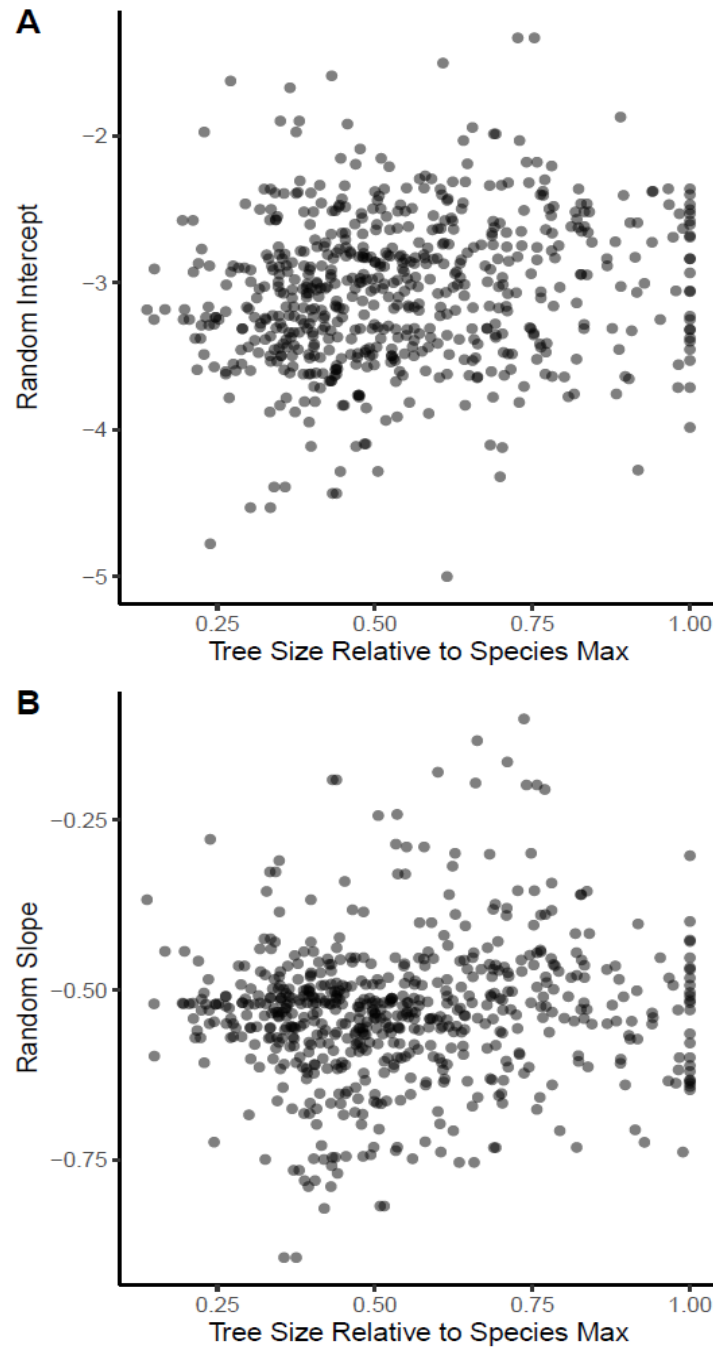 A
−2
−3
−4
−5
Random Intercept
0.25 0.50 0.75 1.00
Tree Size Relative to Species Max
B
−0.25
−0.50
−0.75
Random Slope
0.25 0.50 0.75 1.00
Tree Size Relative to Species Max